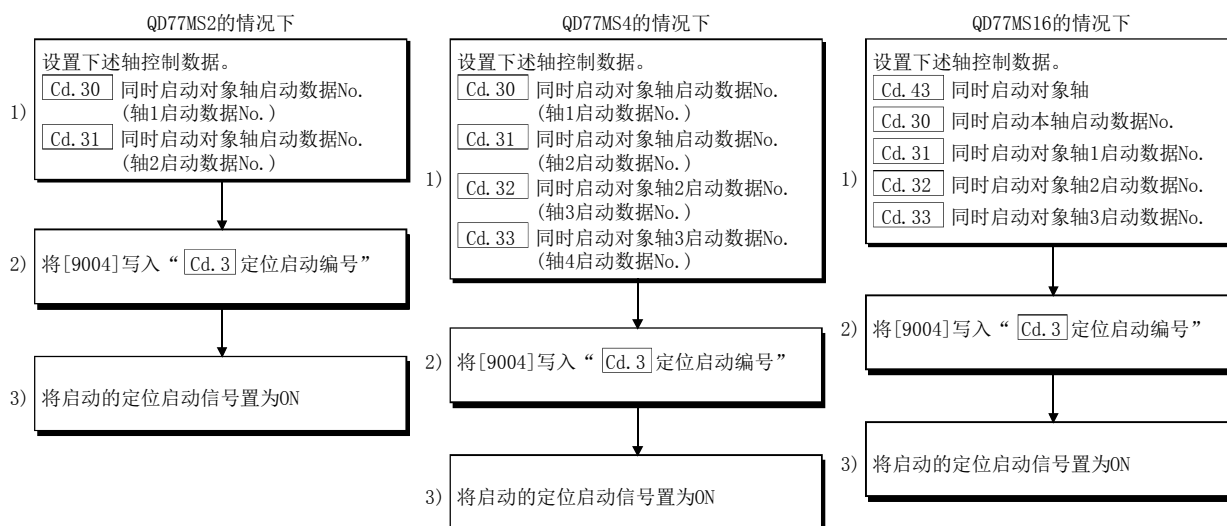 QD77MS2的情况下
设置下述轴控制数据。
1)
Cd.30 同时启动对象轴启动数据No.
(轴1启动数据No.)
Cd.31 同时启动对象轴启动数据No.
(轴2启动数据No.)
2) 将[9004]写入“ Cd.3 定位启动编号”
3) 将启动的定位启动信号置为ON
QD77MS4的情况下
设置下述轴控制数据。
Cd.30 同时启动对象轴启动数据No.
(轴1启动数据No.)
Cd.31 同时启动对象轴启动数据No.
(轴2启动数据No.)
1)
Cd.32 同时启动对象轴2启动数据No.
(轴3启动数据No.)
Cd.33 同时启动对象轴3启动数据No.
(轴4启动数据No.)
2) 将[9004]写入“ Cd.3 定位启动编号”
3) 将启动的定位启动信号置为ON
QD77MS16的情况下
设置下述轴控制数据。
Cd.43 同时启动对象轴
Cd.30 同时启动本轴启动数据No.
Cd.31 同时启动对象轴1启动数据No.
1)
Cd.32 同时启动对象轴2启动数据No.
Cd.33 同时启动对象轴3启动数据No.
2) 将[9004]写入“ Cd.3 定位启动编号”
3) 将启动的定位启动信号置为ON